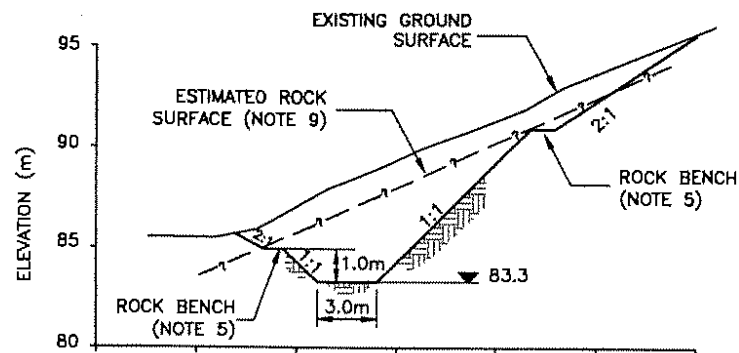 EXISTING GROUND
SURFACE
95
ESTIMATED ROCK
SURFACE (NOTE 9)
?
?
?
?
?
?
?
?
90
2:1
ROCK BENCH
(NOTE 5)
1:1
ELEVATION (m)
85
2:1
1:1
1.0m
83.3
ROCK BENCH
(NOTE 5)
3.0m
80